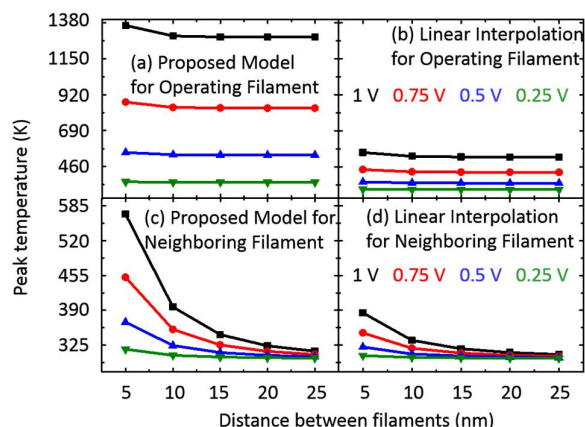 1380
1150
920
690
460
(a) Proposed Model
for Operating Filament
(b) Linear Interpolation
for Operating Filament
1 V 0.75 V 0.5 V 0.25 V
585
520
455
390
325
(c) Proposed Model for
Neighboring Filament
(d) Linear Interpolation
for Neighboring Filament
1 V 0.75 V 0.5 V 0.25 V
Peak temperature (K)
5 10 15 20 25 5 10 15 20 25
Distance between filaments (nm)